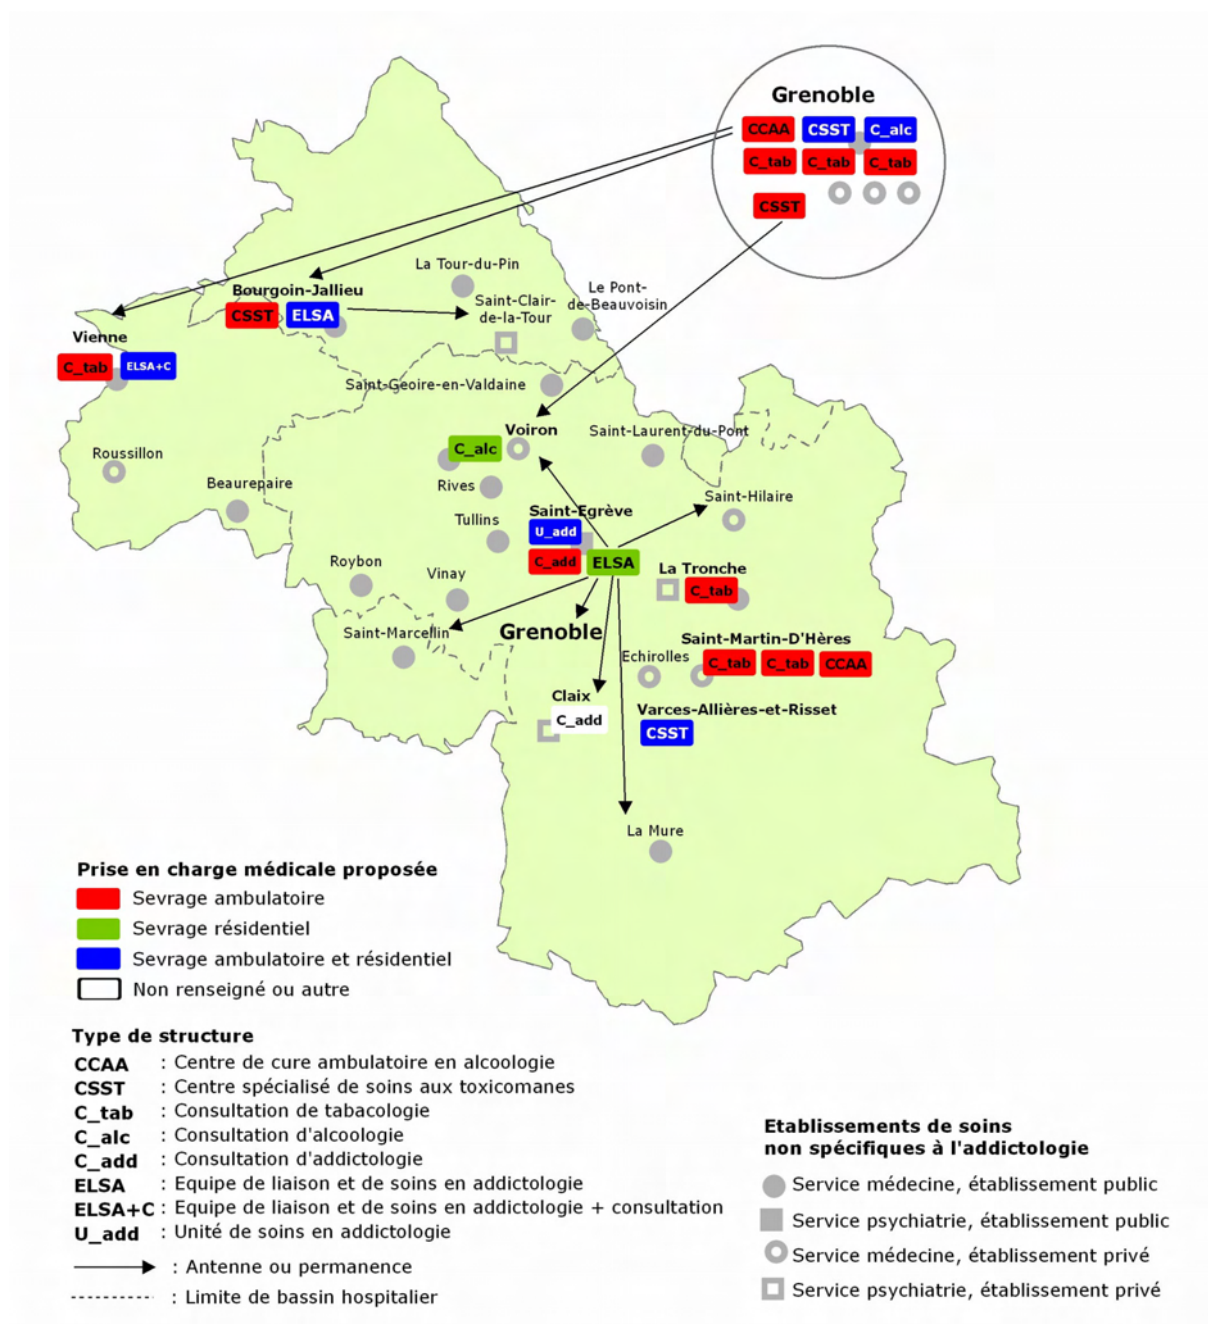 Grenoble
CCAA CSST C_alc
C_tab C_tab C_tab
CSST
La Tour-du-Pin
Bourgoin-Jallieu
CSST ELSA
Saint-Clair-
de-la-Tour
Le Pont-
de-Beauvoisin
Vienne
C_tab ELSA+C
Saint-Geoire-en-Valdaine
Voiron
C_alc
Saint-Laurent-du-Pont
Roussillon
Beaurepaire
Rives
Saint-Hilaire
Saint-Egrève
U_add
Tullins
C_add ELSA
Roybon
Vinay
La Tronche
C_tab
Saint-Marcellin
Grenoble
Saint-Martin-D'Hères
Echirolles
C_tab C_tab CCAA
Claix
C_add
Varces-Allières-et-Risset
CSST
La Mure
Prise en charge médicale proposée
Sevrage ambulatoire
Sevrage résidentiel
Sevrage ambulatoire et résidentiel
Non renseigné ou autre
Type de structure
CCAA : Centre de cure ambulatoire en alcoologie
CSST : Centre spécialisé de soins aux toxicomanes
C_tab : Consultation de tabacologie
C_alc : Consultation d'alcoologie
C_add : Consultation d'addictologie
ELSA : Equipe de liaison et de soins en addictologie
ELSA+C : Equipe de liaison et de soins en addictologie + consultation
U_add : Unité de soins en addictologie
: Antenne ou permanence
: Limite de bassin hospitalier
Etablissements de soins
non spécifiques à l'addictologie
Service médecine, établissement public
Service psychiatrie, établissement public
Service médecine, établissement privé
Service psychiatrie, établissement privé